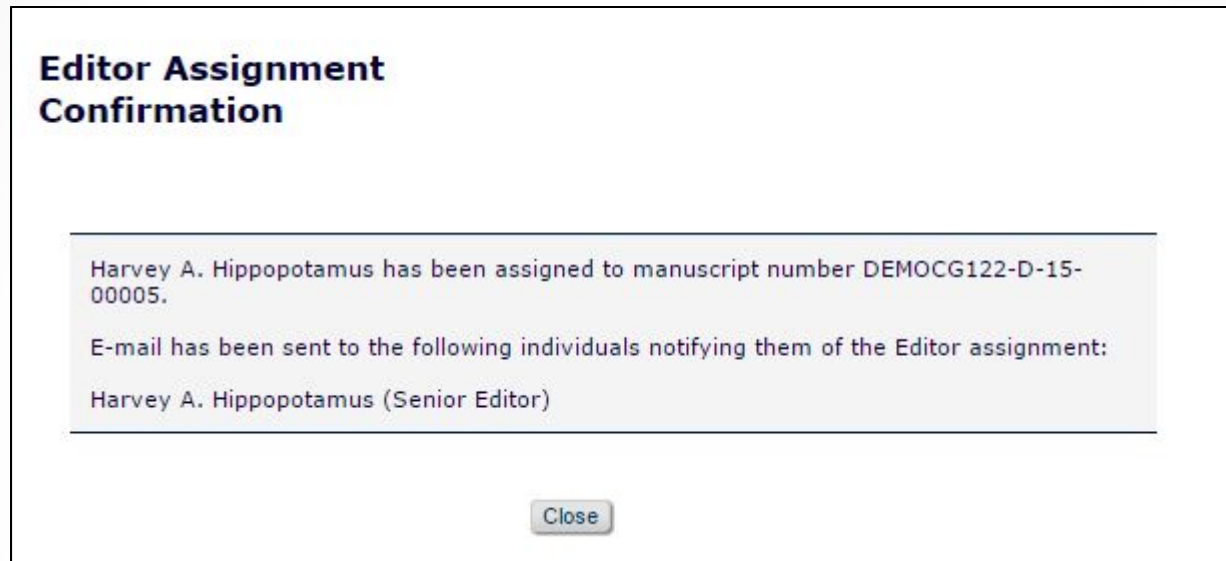 Editor Assignment
Confirmation
Harvey A. Hippopotamus has been assigned to manuscript number DEMOCG122-D-15-
00005.
E-mail has been sent to the following individuals notifying them of the Editor assignment:
Harvey A. Hippopotamus (Senior Editor)
Close